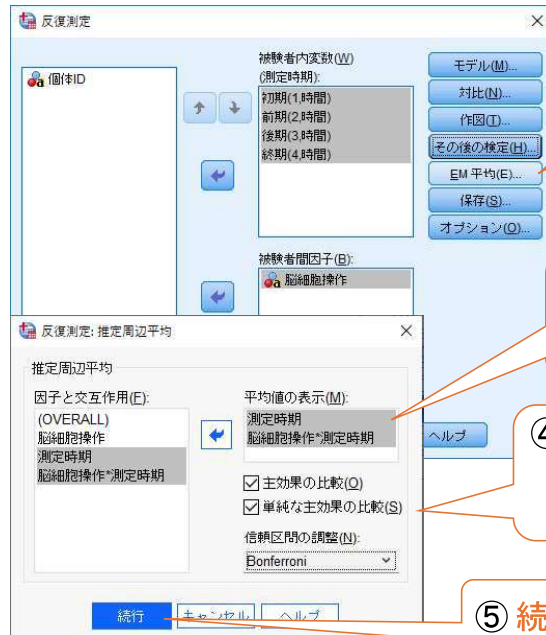 反復測定
個体ID
被験者内変数(W)
(測定時期):
初期(1,時間)
前期(2,時間)
後期(3,時間)
終期(4,時間)
被験者間因子(B):
脳細胞操作
モデル(M)...
対比(N)...
作図(T)...
その後の検定(H)...
EM 平均(E)...
保存(S)...
オプション(O)...
ヘルプ
反復測定: 推定周辺平均
推定周辺平均
因子と交互作用(F):
(OVERALL)
脳細胞操作
測定時期
脳細胞操作*測定時期
平均値の表示(M):
測定時期
脳細胞操作*測定時期
主効果の比較(O)
単純な主効果の比較(S)
信頼区間の調整(N):
Bonferroni
続行
キャンセル
ヘルプ
④
⑤ 続